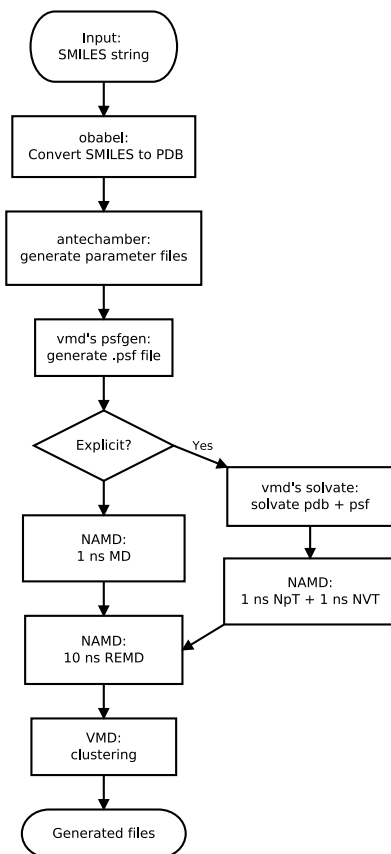 Input:
SMILES string
obabel:
Convert SMILES to PDB
antechamber:
generate parameter files
vmd's psfgen:
generate .psf file
Explicit?
Yes
vmd's solvate:
solvate pdb + psf
NAMD:
1 ns MD
NAMD:
1 ns NpT + 1 ns NVT
NAMD:
10 ns REMD
VMD:
clustering
Generated files